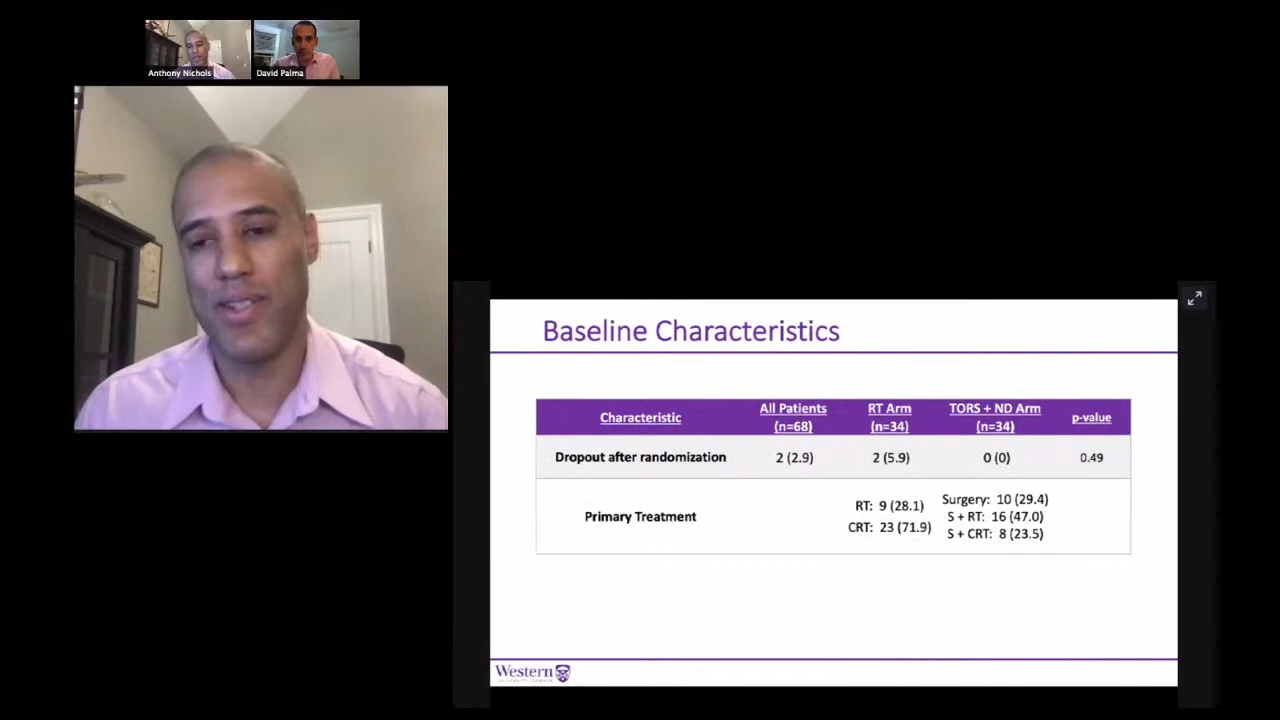 Anthony Nichols
David Palma
Baseline Characteristics
Characteristic
All Patients
(n=68)
RT Arm
(n=34)
TORS + ND Arm
(n=34)
p-value
Dropout after randomization
2 (2.9)
2 (5.9)
0 (0)
0.49
Primary Treatment
RT: 9 (28.1)
CRT: 23 (71.9)
Surgery: 10 (29.4)
S + RT: 16 (47.0)
S + CRT: 8 (23.5)
Western